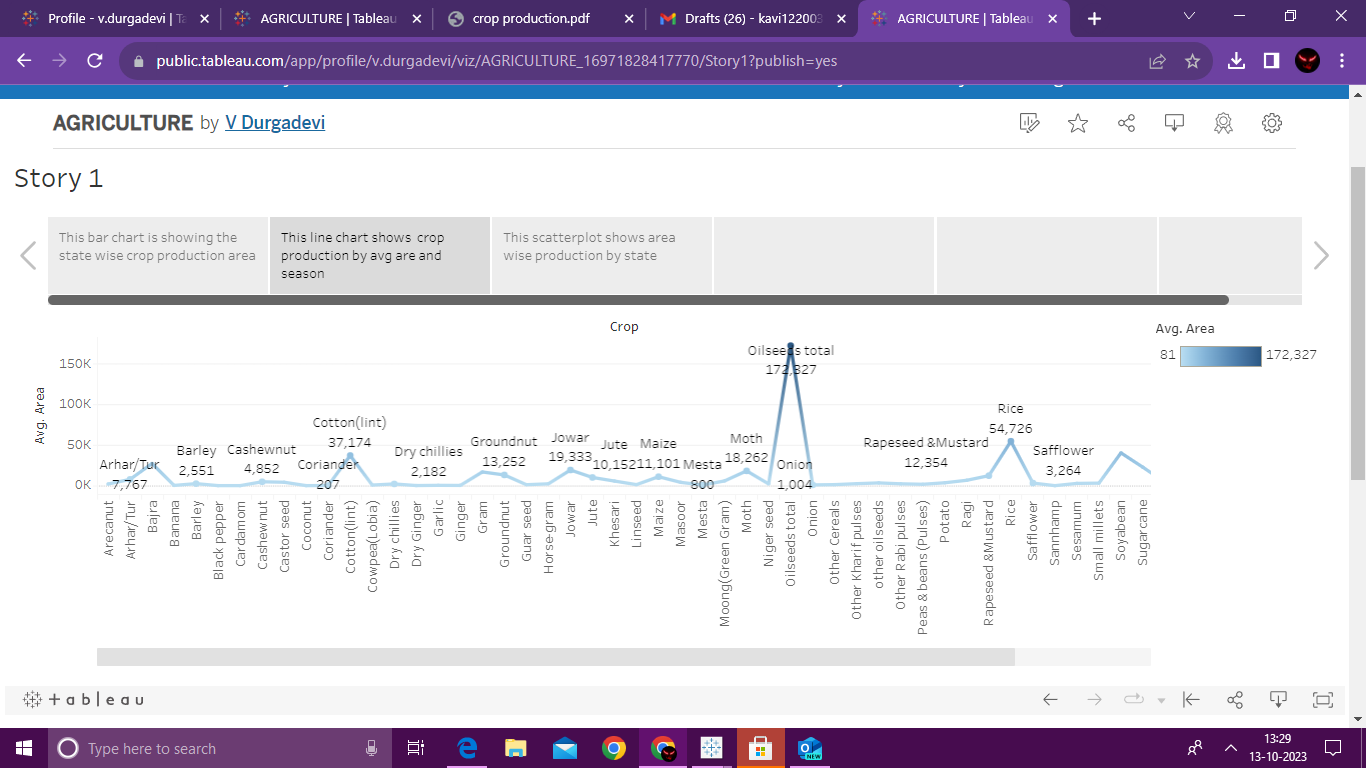 Profile - v.durgadevi | Ta
AGRICULTURE | Tableau
crop production.pdf
Drafts (26) - kavi122003
AGRICULTURE | Tableau
public.tableau.com/app/profile/v.durgadevi/viz/AGRICULTURE_16971828417770/Story1?publish=yes
AGRICULTURE by V Durgadevi
Story 1
This bar chart is showing the
state wise crop production area
This line chart shows crop
production by avg are and
season
This scatterplot shows area
wise production by state
Crop
Avg. Area
81
172,327
Avg. Area
150K
100K
50K
0K
Arhar/Tur
7,767
Barley
2,551
Cashewnut
4,852
Coriander
207
Cotton(lint)
37,174
Dry chillies
2,182
Groundnut
13,252
Jowar
19,333
Jute
10,152
Maize
11,101
Mesta
800
Moth
18,262
Oilseeds total
172,327
Onion
1,004
Rapeseed &Mustard
12,354
Rice
54,726
Safflower
3,264
Arecanut
Arhar/Tur
Bajra
Banana
Barley
Black pepper
Cardamom
Cashewnut
Castor seed
Coconut
Coriander
Cotton(lint)
Cowpea(Lobia)
Dry chillies
Dry Ginger
Garlic
Ginger
Gram
Groundnut
Guar seed
Horse-gram
Jowar
Jute
Khesari
Linseed
Maize
Masoor
Mesta
Moong(Green Gram)
Moth
Niger seed
Oilseeds total
Onion
Other Cereals
Other Kharif pulses
other oilseeds
Other Rabi pulses
Peas & beans (Pulses)
Potato
Ragi
Rapeseed &Mustard
Rice
Safflower
Sannhamp
Sesamum
Small millets
Soyabean
Sugarcane
+ a b l e a u
Type here to search
NEW
13:29
13-10-2023